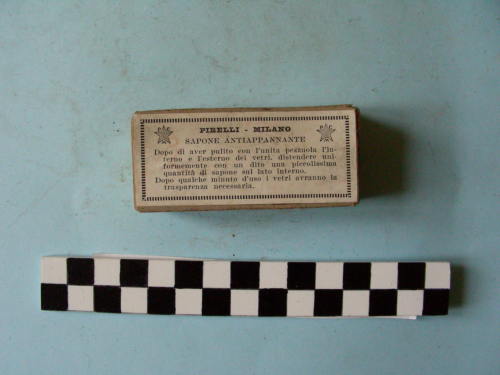 PIRELLI - MILANO
SAPONE ANTIAPPANNANTE
Dopo di aver pulito con l'unita pezzuola l'in-
terno e l'esterno dei vetri, distendere uni-
formemente con un dito una piccolissima
quantità di sapone sul lato interno.
Dopo qualche minuto d'uso i vetri avranno la
trasparenza necessaria.